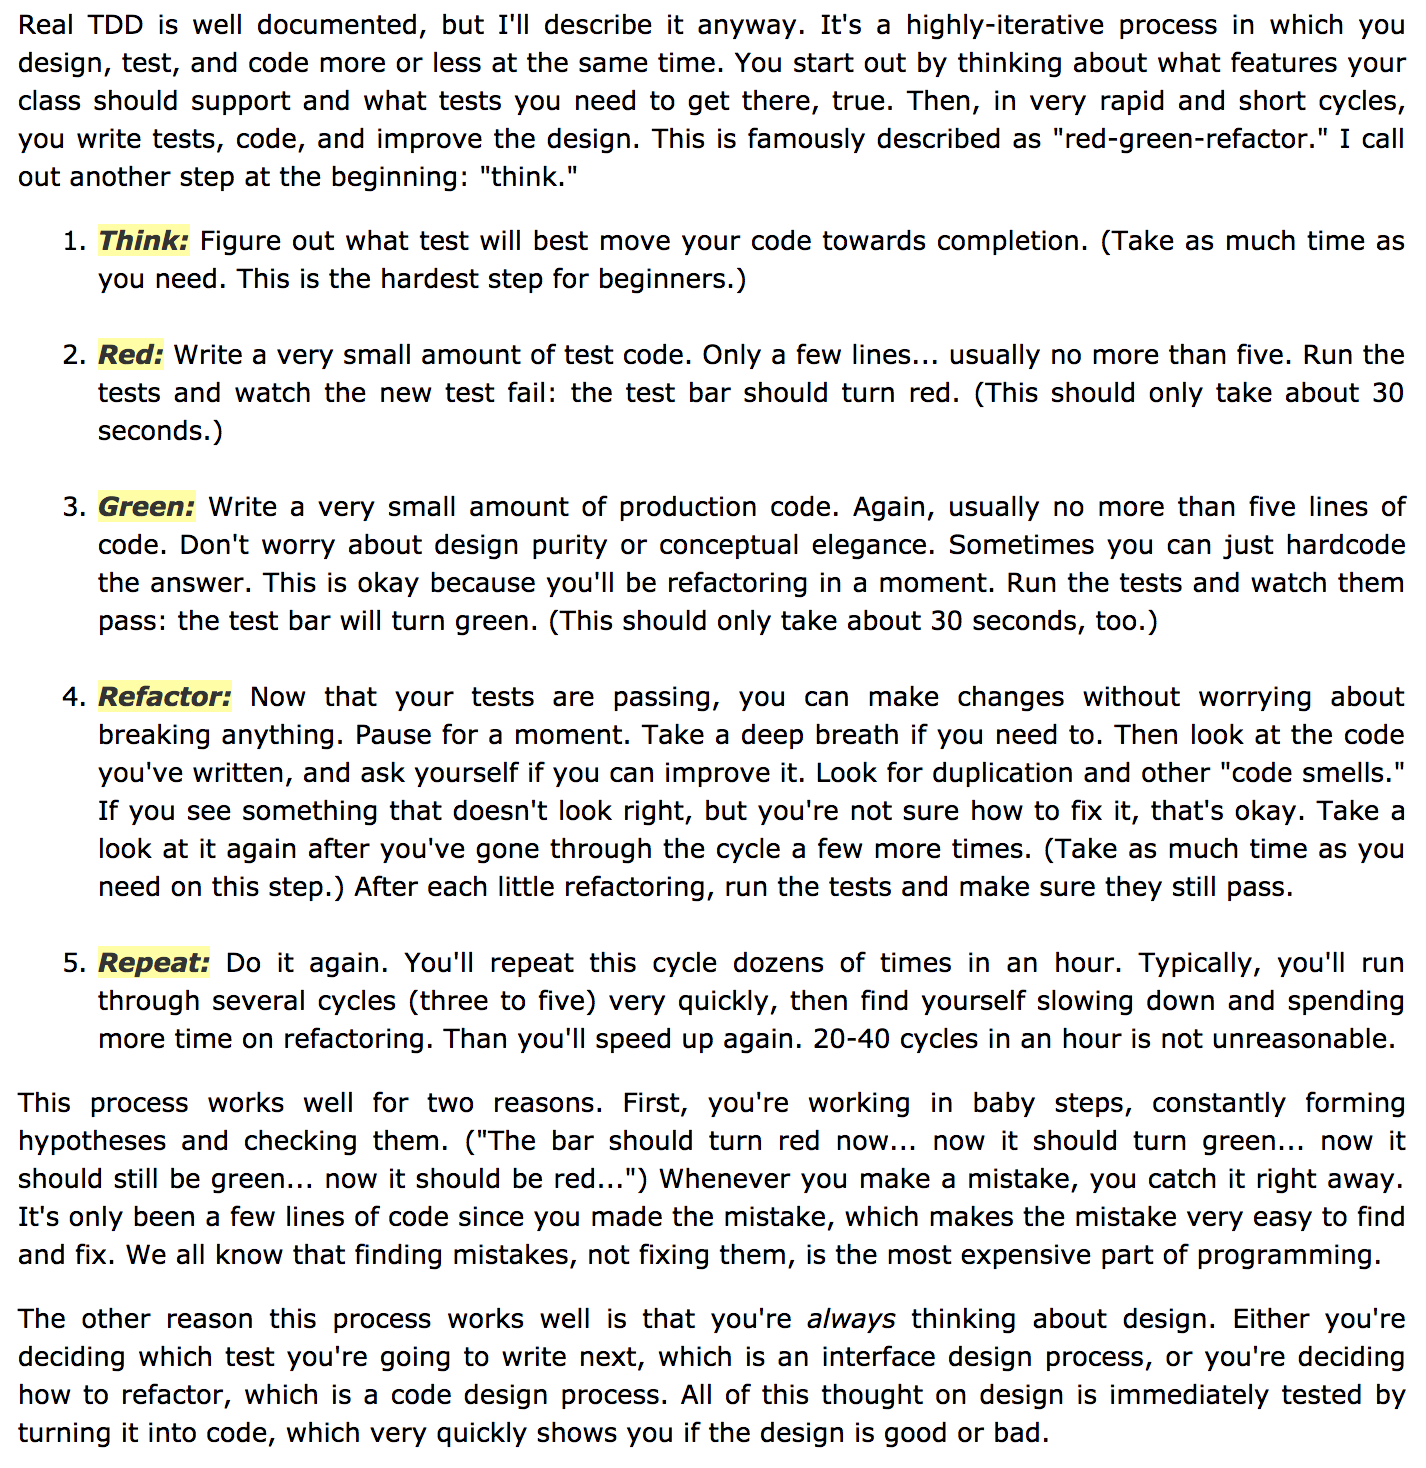 Real TDD is well documented, but I'll describe it anyway. It's a highly-iterative process in which you
design, test, and code more or less at the same time. You start out by thinking about what features your
class should support and what tests you need to get there, true. Then, in very rapid and short cycles,
you write tests, code, and improve the design. This is famously described as "red-green-refactor." I call
out another step at the beginning: "think."
1. Think: Figure out what test will best move your code towards completion. (Take as much time as
you need. This is the hardest step for beginners.)
2. Red: Write a very small amount of test code. Only a few lines... usually no more than five. Run the
tests and watch the new test fail: the test bar should turn red. (This should only take about 30
seconds.)
3. Green: Write a very small amount of production code. Again, usually no more than five lines of
code. Don't worry about design purity or conceptual elegance. Sometimes you can just hardcode
the answer. This is okay because you'll be refactoring in a moment. Run the tests and watch them
pass: the test bar will turn green. (This should only take about 30 seconds, too.)
4. Refactor: Now that your tests are passing, you can make changes without worrying about
breaking anything. Pause for a moment. Take a deep breath if you need to. Then look at the code
you've written, and ask yourself if you can improve it. Look for duplication and other "code smells."
If you see something that doesn't look right, but you're not sure how to fix it, that's okay. Take a
look at it again after you've gone through the cycle a few more times. (Take as much time as you
need on this step.) After each little refactoring, run the tests and make sure they still pass.
5. Repeat: Do it again. You'll repeat this cycle dozens of times in an hour. Typically, you'll run
through several cycles (three to five) very quickly, then find yourself slowing down and spending
more time on refactoring. Than you'll speed up again. 20-40 cycles in an hour is not unreasonable.
This process works well for two reasons. First, you're working in baby steps, constantly forming
hypotheses and checking them. ("The bar should turn red now... now it should turn green... now it
should still be green... now it should be red...") Whenever you make a mistake, you catch it right away.
It's only been a few lines of code since you made the mistake, which makes the mistake very easy to find
and fix. We all know that finding mistakes, not fixing them, is the most expensive part of programming.
The other reason this process works well is that you're always thinking about design. Either you're
deciding which test you're going to write next, which is an interface design process, or you're deciding
how to refactor, which is a code design process. All of this thought on design is immediately tested by
turning it into code, which very quickly shows you if the design is good or bad.